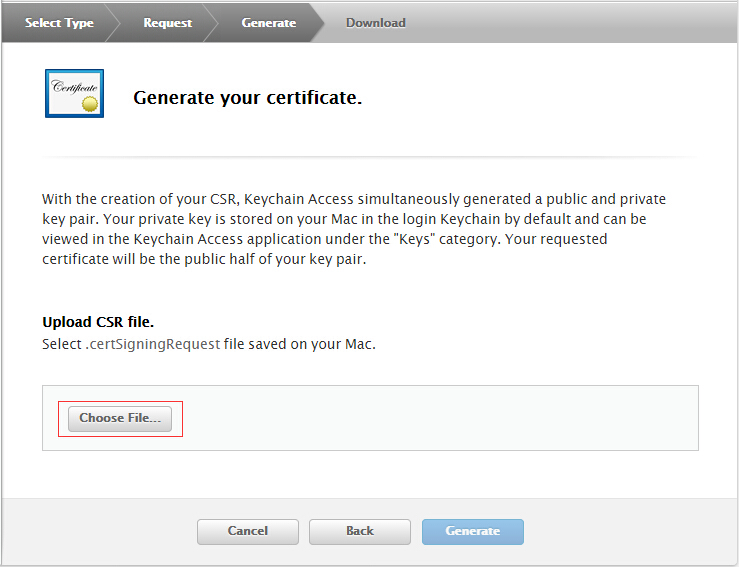 Select Type Request Generate Download
Certificate
Generate your certificate.
With the creation of your CSR, Keychain Access simultaneously generated a public and private
key pair. Your private key is stored on your Mac in the login Keychain by default and can be
viewed in the Keychain Access application under the "Keys" category. Your requested
certificate will be the public half of your key pair.
Upload CSR file.
Select .certSigningRequest file saved on your Mac.
Choose File...
Cancel Back Generate